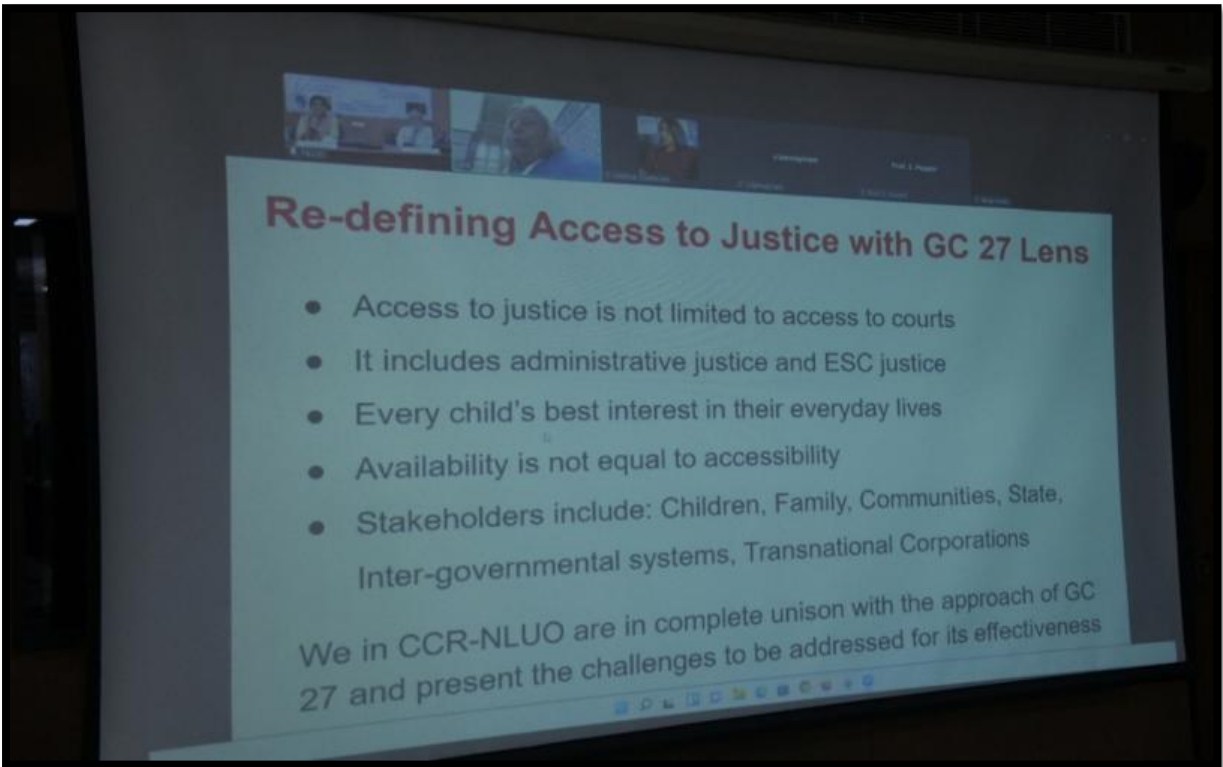 Re-defining Access to Justice with GC 27 Lens
● Access to justice is not limited to access to courts
● It includes administrative justice and ESC justice
● Every child's best interest in their everyday lives
● Availability is not equal to accessibility
● Stakeholders include: Children, Family, Communities, State,
Inter-governmental systems, Transnational Corporations
We in CCR-NLUO are in complete unison with the approach of GC
27 and present the challenges to be addressed for its effectiveness